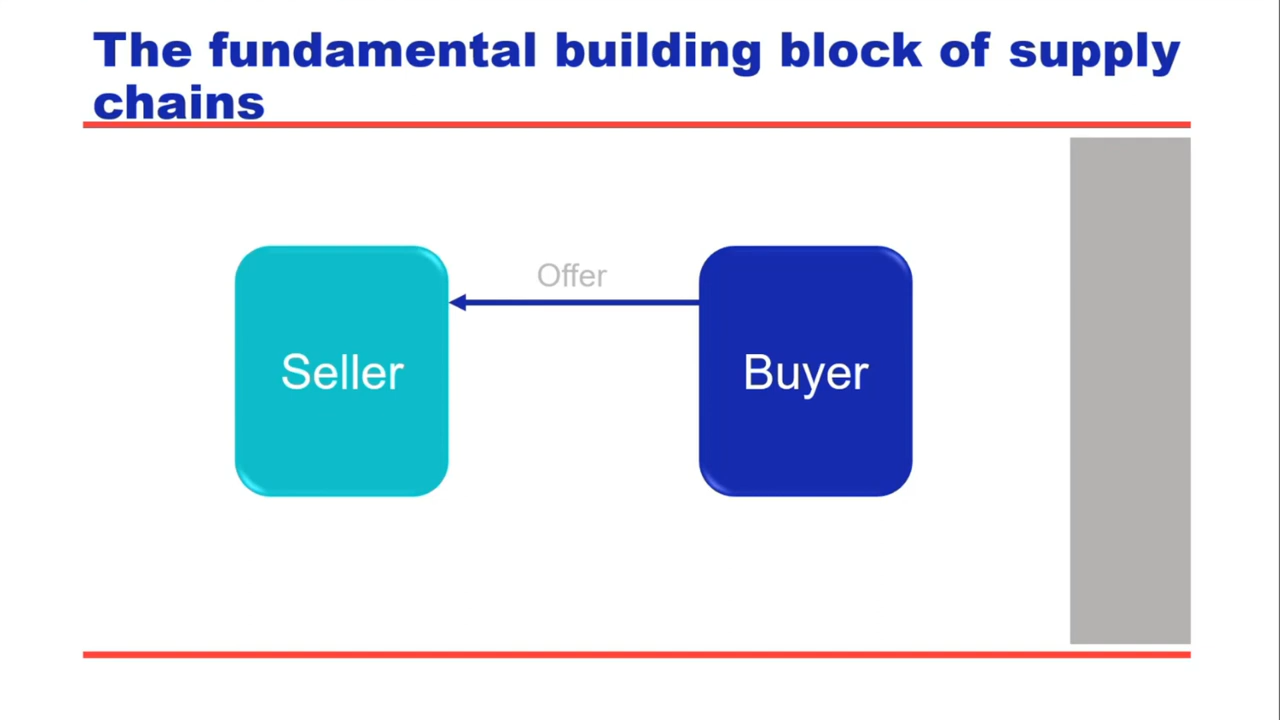 The fundamental building block of supply
chains
Offer
Seller
Buyer